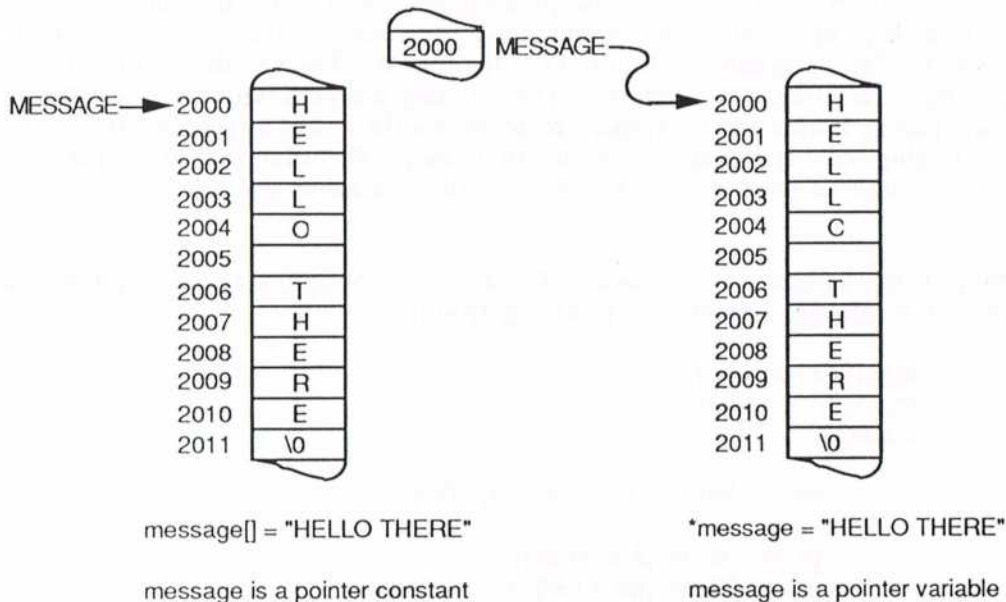 2000 MESSAGE
MESSAGE 2000 H
2001 E
2002 L
2003 L
2004 O
2005
2006 T
2007 H
2008 E
2009 R
2010 E
2011 \0
message[] = "HELLO THERE"
message is a pointer constant
2000 H
2001 E
2002 L
2003 L
2004 C
2005
2006 T
2007 H
2008 E
2009 R
2010 E
2011 \0
*message = "HELLO THERE"
message is a pointer variable